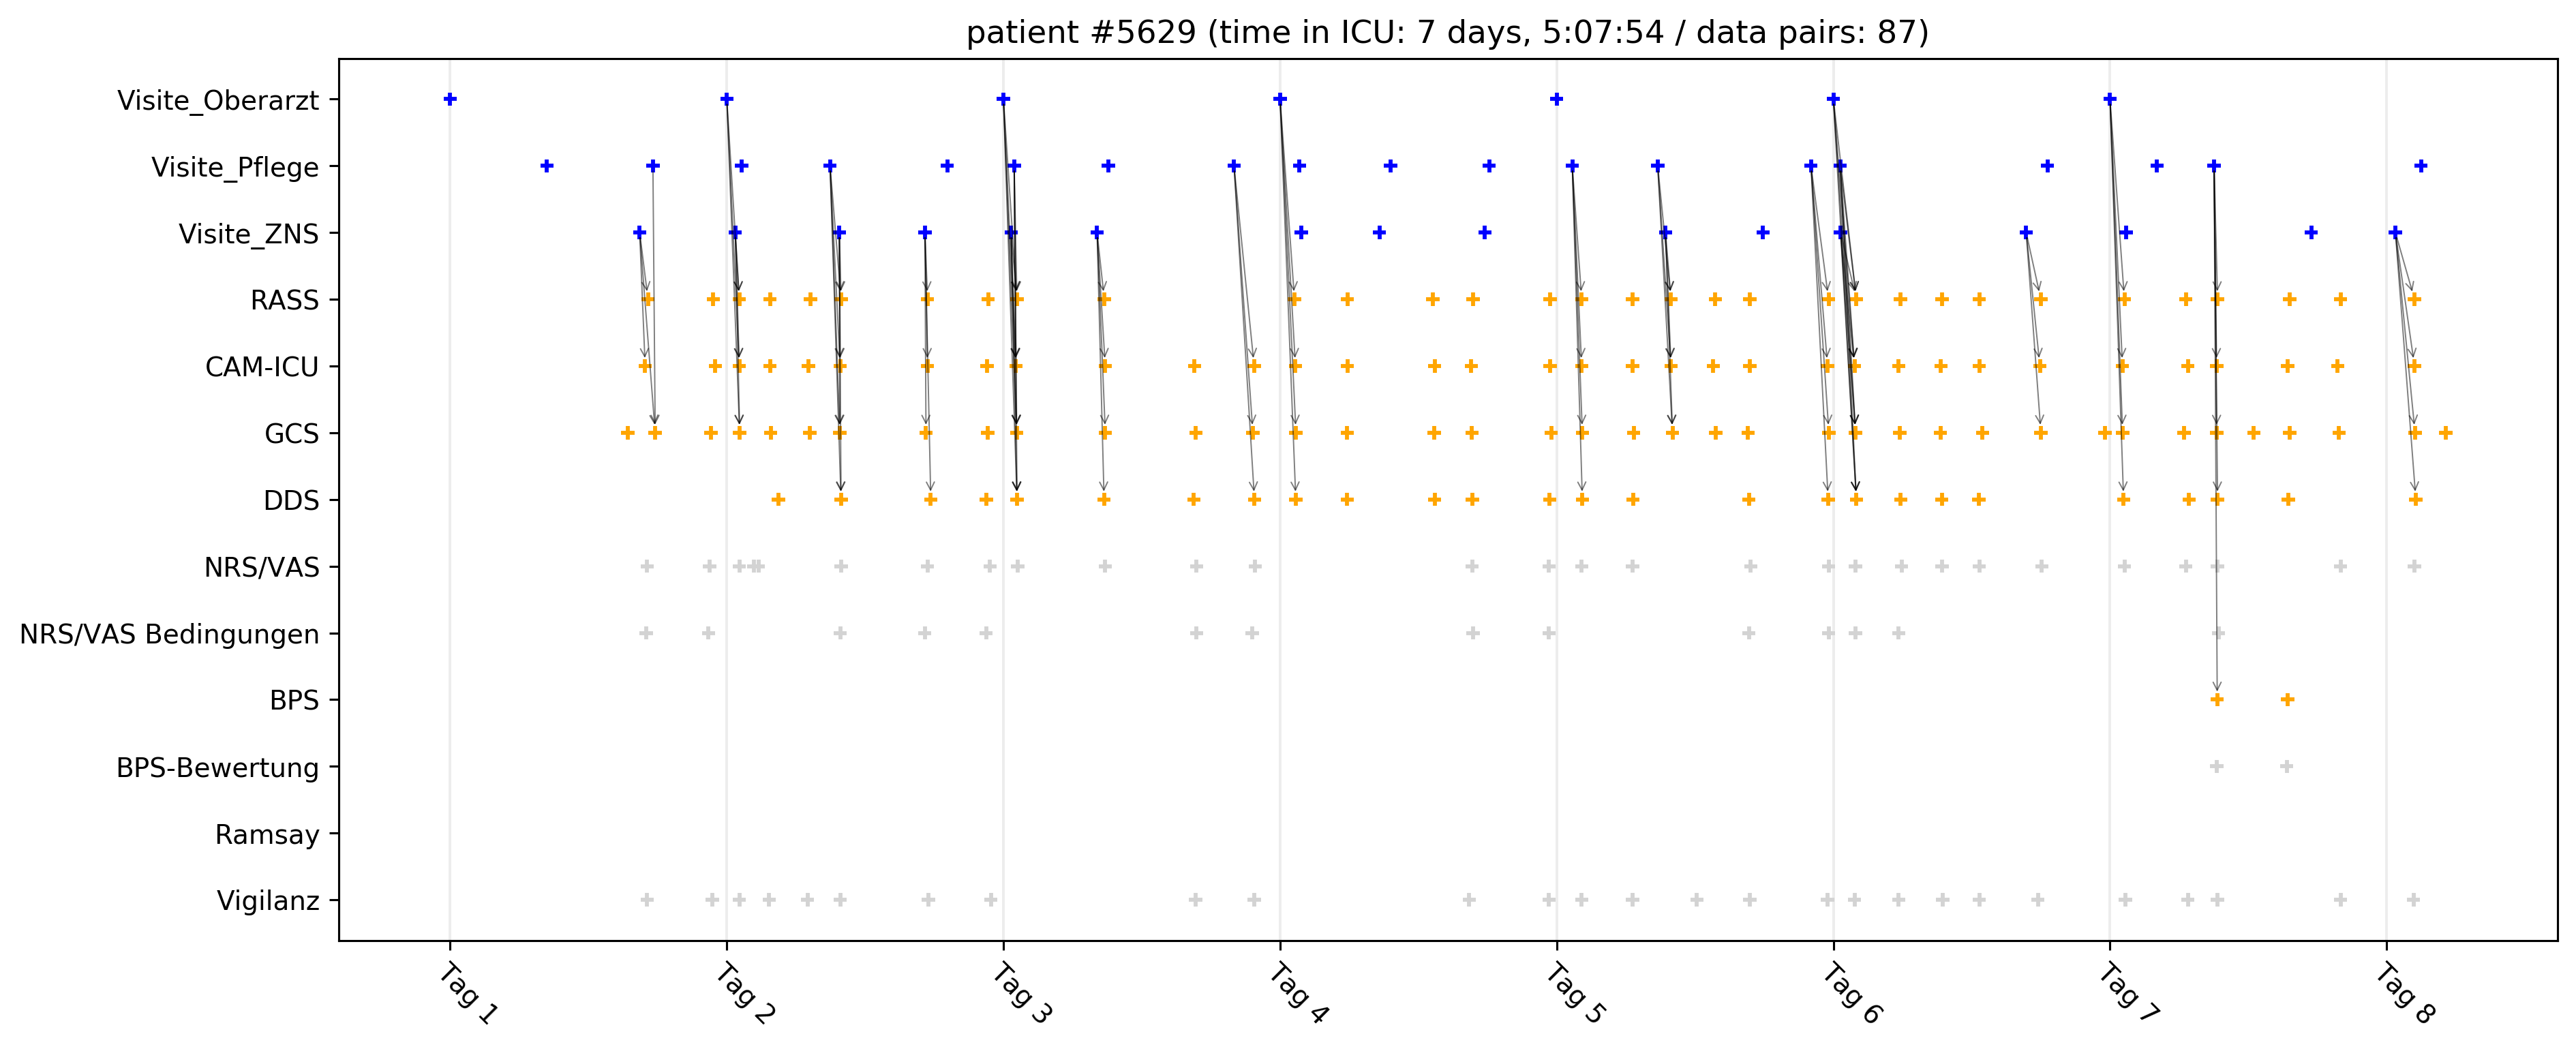 patient #5629 (time in ICU: 7 days, 5:07:54 / data pairs: 87)
Visite_Oberarzt
Visite_Pflege
Visite_ZNS
RASS
CAM-ICU
GCS
DDS
NRS/VAS
NRS/VAS Bedingungen
BPS
BPS-Bewertung
Ramsay
Vigilanz
Tag 1
Tag 2
Tag 3
Tag 4
Tag 5
Tag 6
Tag 7
Tag 8